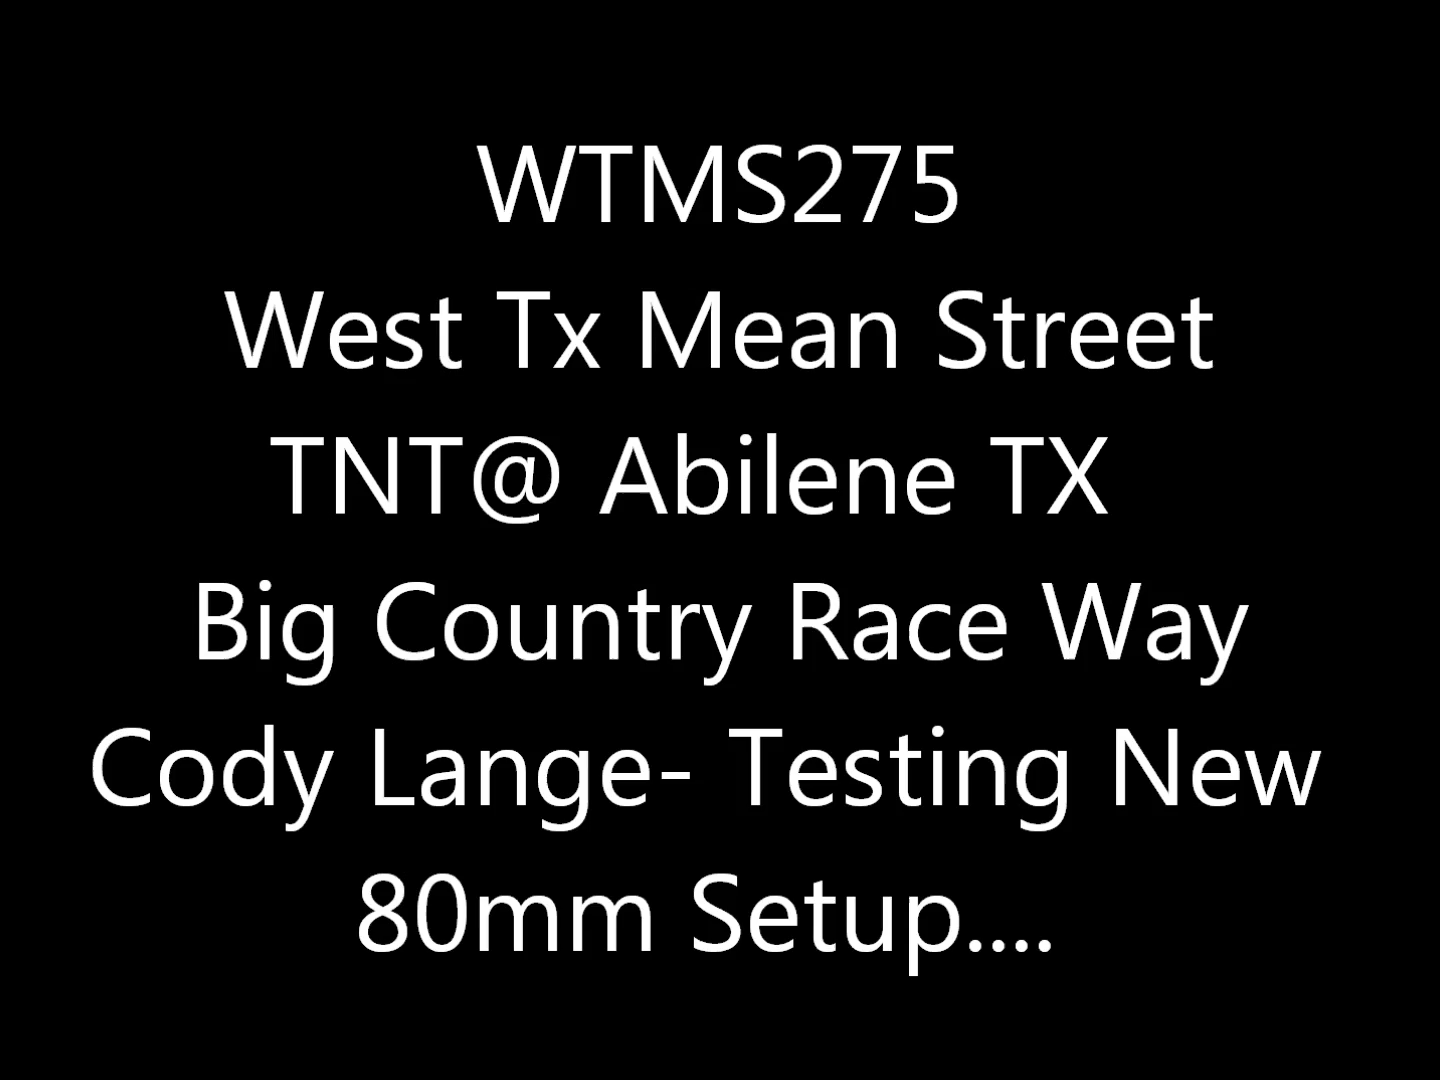 WTMS275
West Tx Mean Street
TNT@ Abilene TX
Big Country Race Way
Cody Lange- Testing New
80mm Setup....